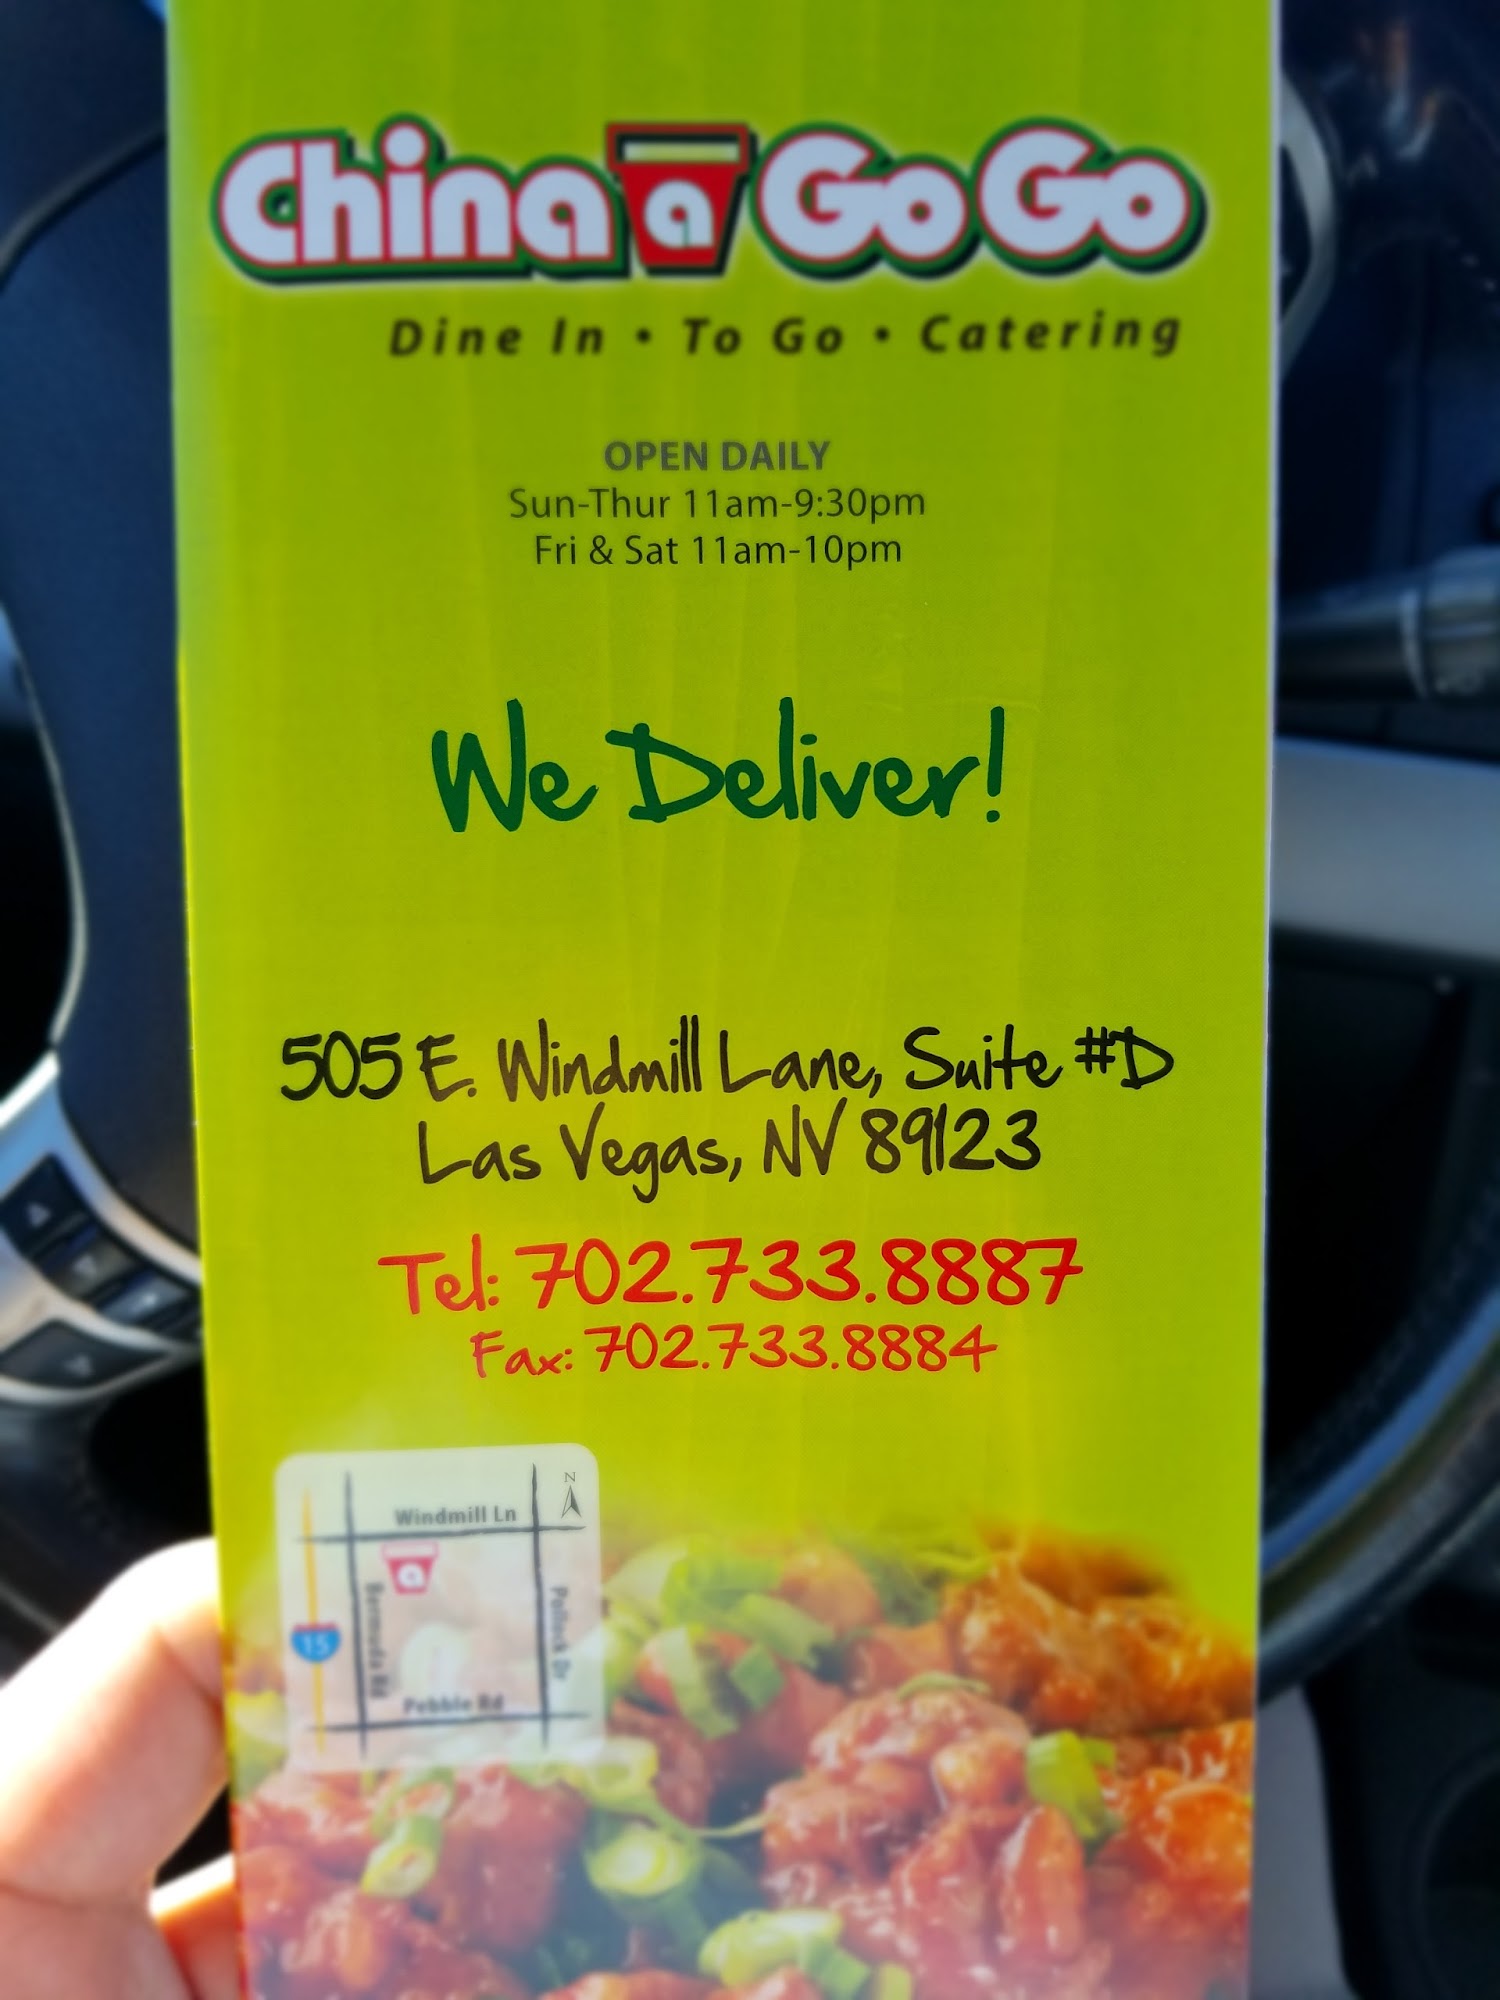 China a GoGo
Dine In • To Go • Catering
OPEN DAILY
Sun-Thur 11am-9:30pm
Fri & Sat 11am-10pm
We Deliver!
505 E. Windmill Lane, Suite #D
Las Vegas, NV 89123
Tel: 702.733.8887
Fax: 702.733.8884
N
Windmill Ln
a
Bermuda Rd
Pollock Dr
15
Pebble Rd